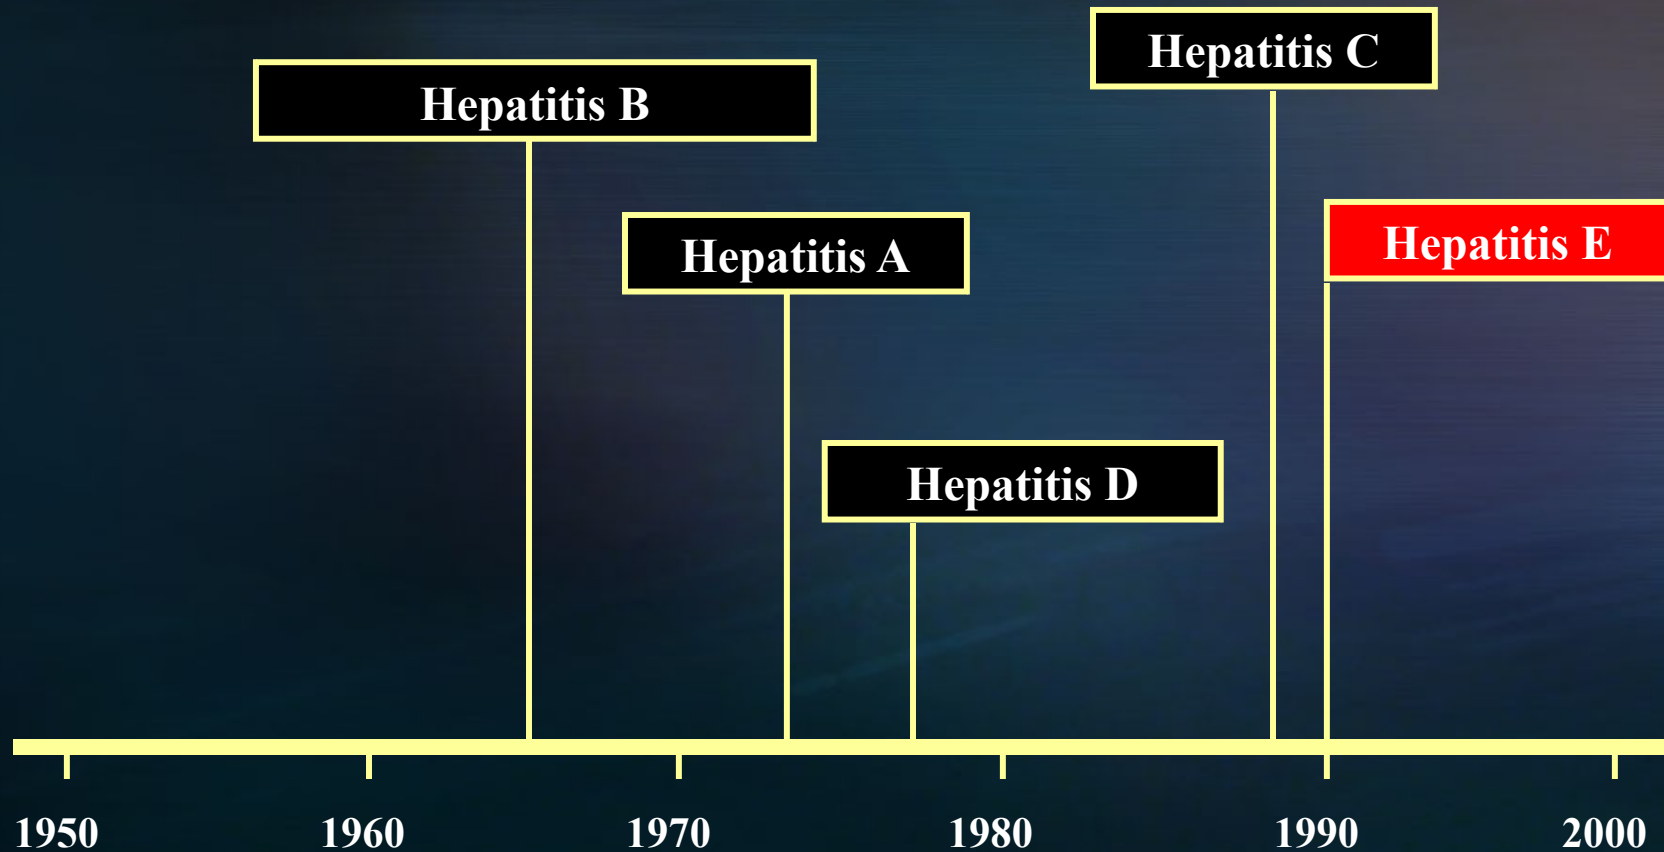 Hepatitis C
Hepatitis B
Hepatitis A
Hepatitis E
Hepatitis D
1950 1960 1970 1980 1990 2000